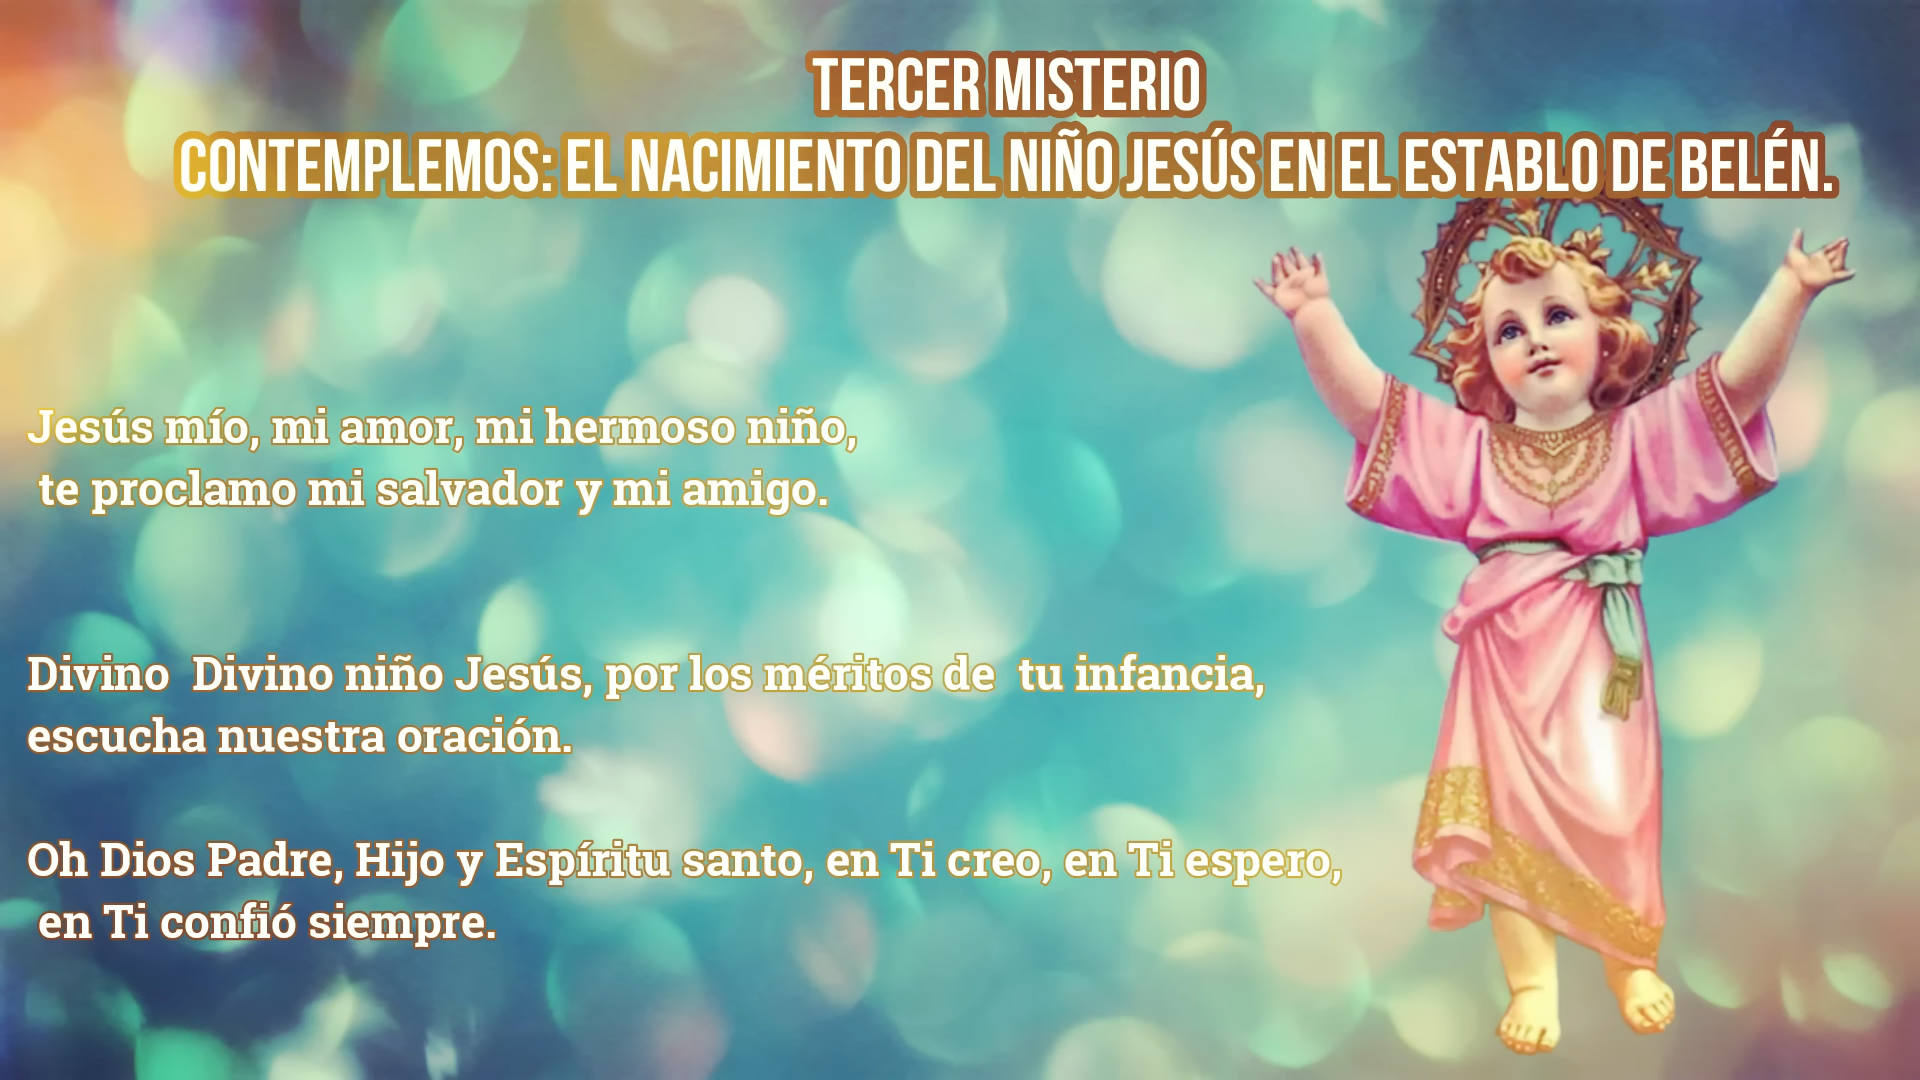 TERCER MISTERIO
CONTEMPLEMOS: EL NACIMIENTO DEL NIÑO JESÚS EN EL ESTABLO DE BELÉN.
Jesús mío, mi amor, mi hermoso niño,
te proclamo mi salvador y mi amigo.
Divino  Divino niño Jesús, por los méritos de  tu infancia,
escucha nuestra oración.
Oh Dios Padre, Hijo y Espíritu santo, en Ti creo, en Ti espero,
en Ti confió siempre.